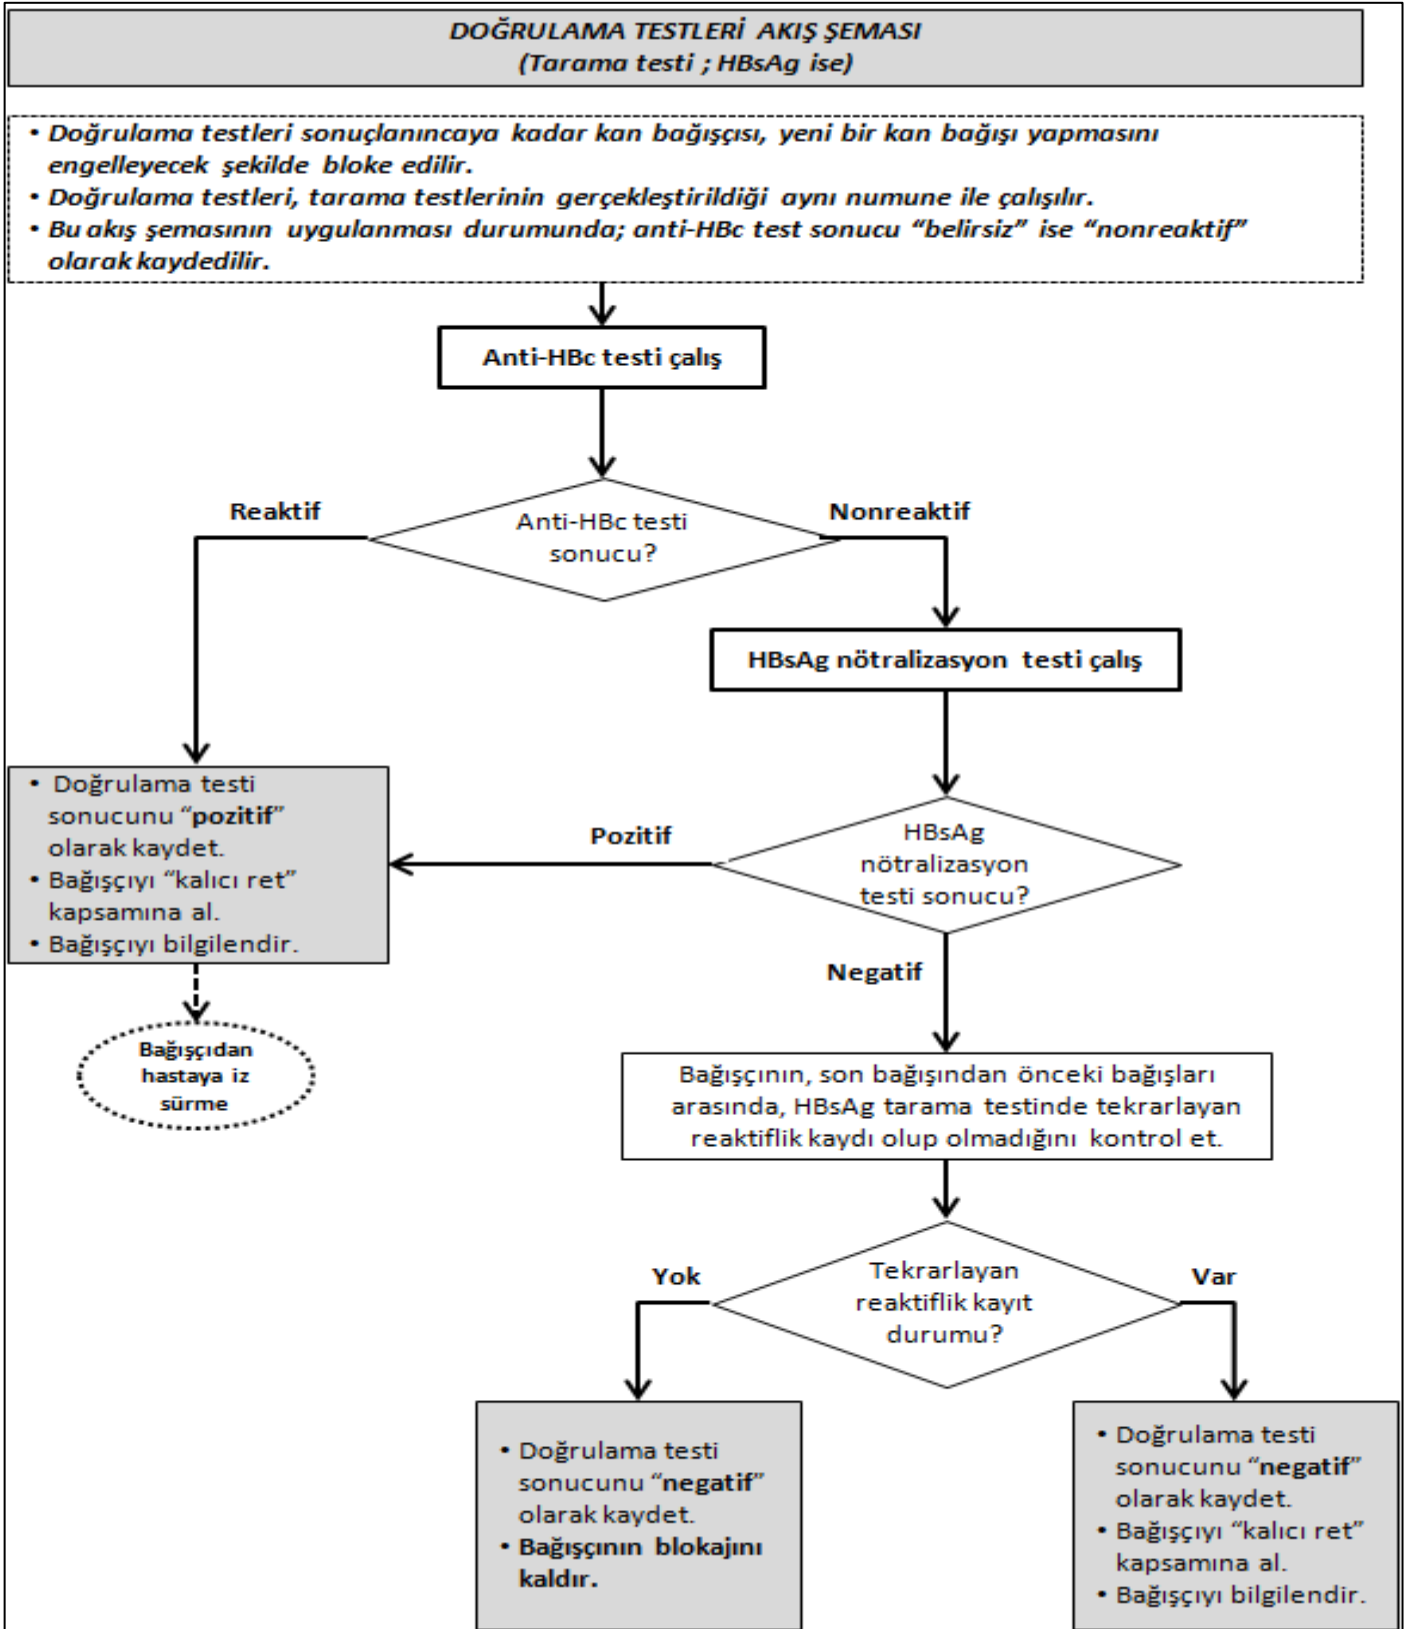 DOĞRULAMA TESTLERİ AKIŞ ŞEMASI
(Tarama testi ; HBsAg ise)
• Doğrulama testleri sonuçlanıncaya kadar kan bağışçısı, yeni bir kan bağışı yapmasını
engelleyecek şekilde bloke edilir.
• Doğrulama testleri, tarama testlerinin gerçekleştirildiği aynı numune ile çalışılır.
• Bu akış şemasının uygulanması durumunda; anti-HBc test sonucu “belirsiz” ise “nonreaktif”
olarak kaydedilir.
Anti-HBc testi çalış
Reaktif
Anti-HBc testi
sonucu?
Nonreaktif
HBsAg nötralizasyon testi çalış
• Doğrulama testi
sonucunu “pozitif”
olarak kaydet.
• Bağışçıyı “kalıcı ret”
kapsamına al.
• Bağışçıyı bilgilendir.
Pozitif
HBsAg
nötralizasyon
testi sonucu?
Negatif
Bağışçıdan
hastaya iz
sürme
Bağışçının, son bağışından önceki bağışları
arasında, HBsAg tarama testinde tekrarlayan
reaktiflik kaydı olup olmadığını kontrol et.
Yok
Tekrarlayan
reaktiflik kayıt
durumu?
Var
• Doğrulama testi
sonucunu “negatif”
olarak kaydet.
• Bağışçının blokajını
kaldır.
• Doğrulama testi
sonucunu “negatif”
olarak kaydet.
• Bağışçıyı “kalıcı ret”
kapsamına al.
• Bağışçıyı bilgilendir.